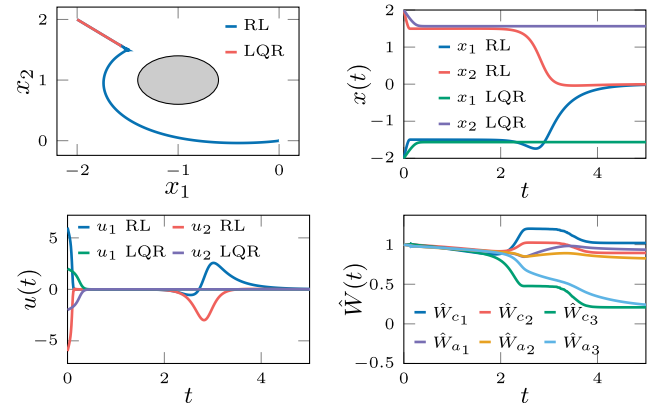 2
1
0
−2
−1
0
x₁
x₂
RL
LQR
2
1
0
−1
−2
0
2
4
t
x(t)
x₁ RL
x₂ RL
x₁ LQR
x₂ LQR
5
0
−5
0
2
4
t
u(t)
u₁ RL
u₂ RL
u₁ LQR
u₂ LQR
1
0.5
0
−0.5
0
2
4
t
Ŵ(t)
Ŵc₁
Ŵc₂
Ŵc₃
Ŵa₁
Ŵa₂
Ŵa₃